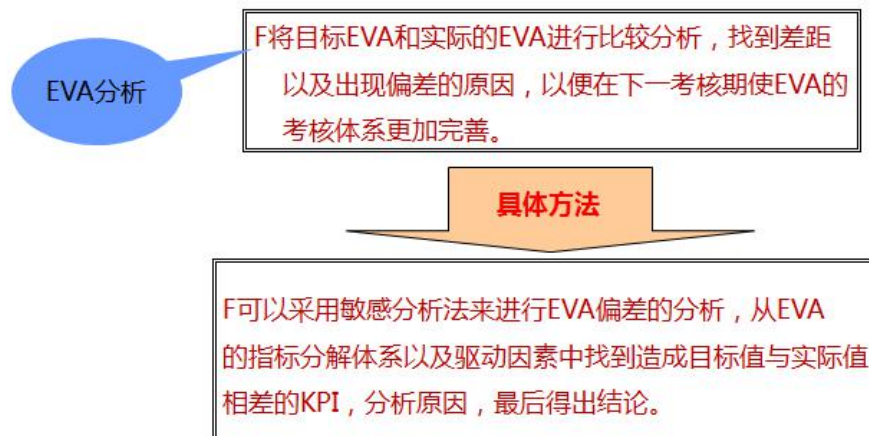 EVA分析
F将目标EVA和实际的EVA进行比较分析，找到差距
以及出现偏差的原因，以便在下一考核期使EVA的
考核体系更加完善。
具体方法
F可以采用敏感分析法来进行EVA偏差的分析，从EVA
的指标分解体系以及驱动因素中找到造成目标值与实际值
相差的KPI，分析原因，最后得出结论。